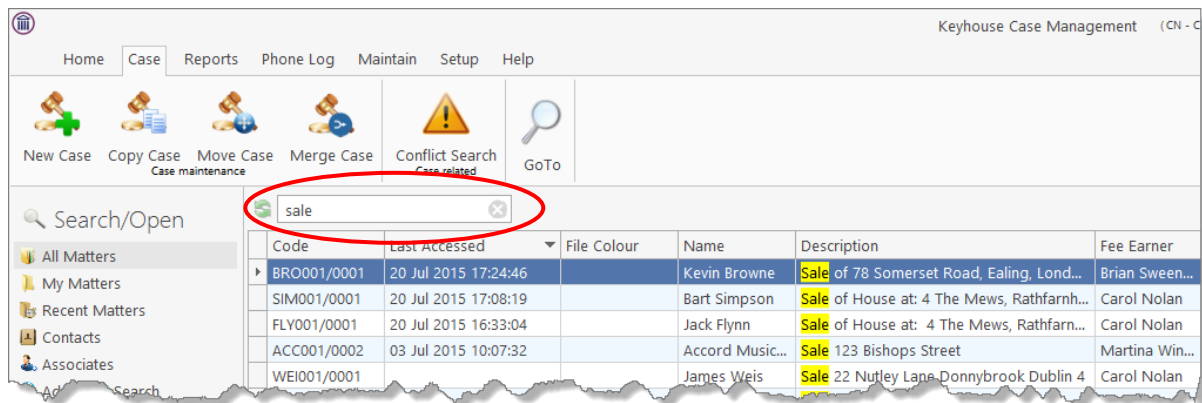 Keyhouse Case Management (CN - C
Home Case Reports Phone Log Maintain Setup Help
New Case Copy Case Move Case Merge Case Conflict Search GoTo
Case maintenance Case related
Search/Open
sale
All Matters
My Matters
Recent Matters
Contacts
Associates
Search
Code Last Accessed File Colour Name Description Fee Earner
BRO001/0001 20 Jul 2015 17:24:46 Kevin Browne Sale of 78 Somerset Road, Ealing, Lond... Brian Sween...
SIM001/0001 20 Jul 2015 17:08:19 Bart Simpson Sale of House at: 4 The Mews, Rathfarnh... Carol Nolan
FLY001/0001 20 Jul 2015 16:33:04 Jack Flynn Sale of House at: 4 The Mews, Rathfarn... Carol Nolan
ACC001/0002 03 Jul 2015 10:07:32 Accord Music... Sale 123 Bishops Street Martina Win...
WEI001/0001 James Weis Sale 22 Nutley Lane Donnybrook Dublin 4 Carol Nolan